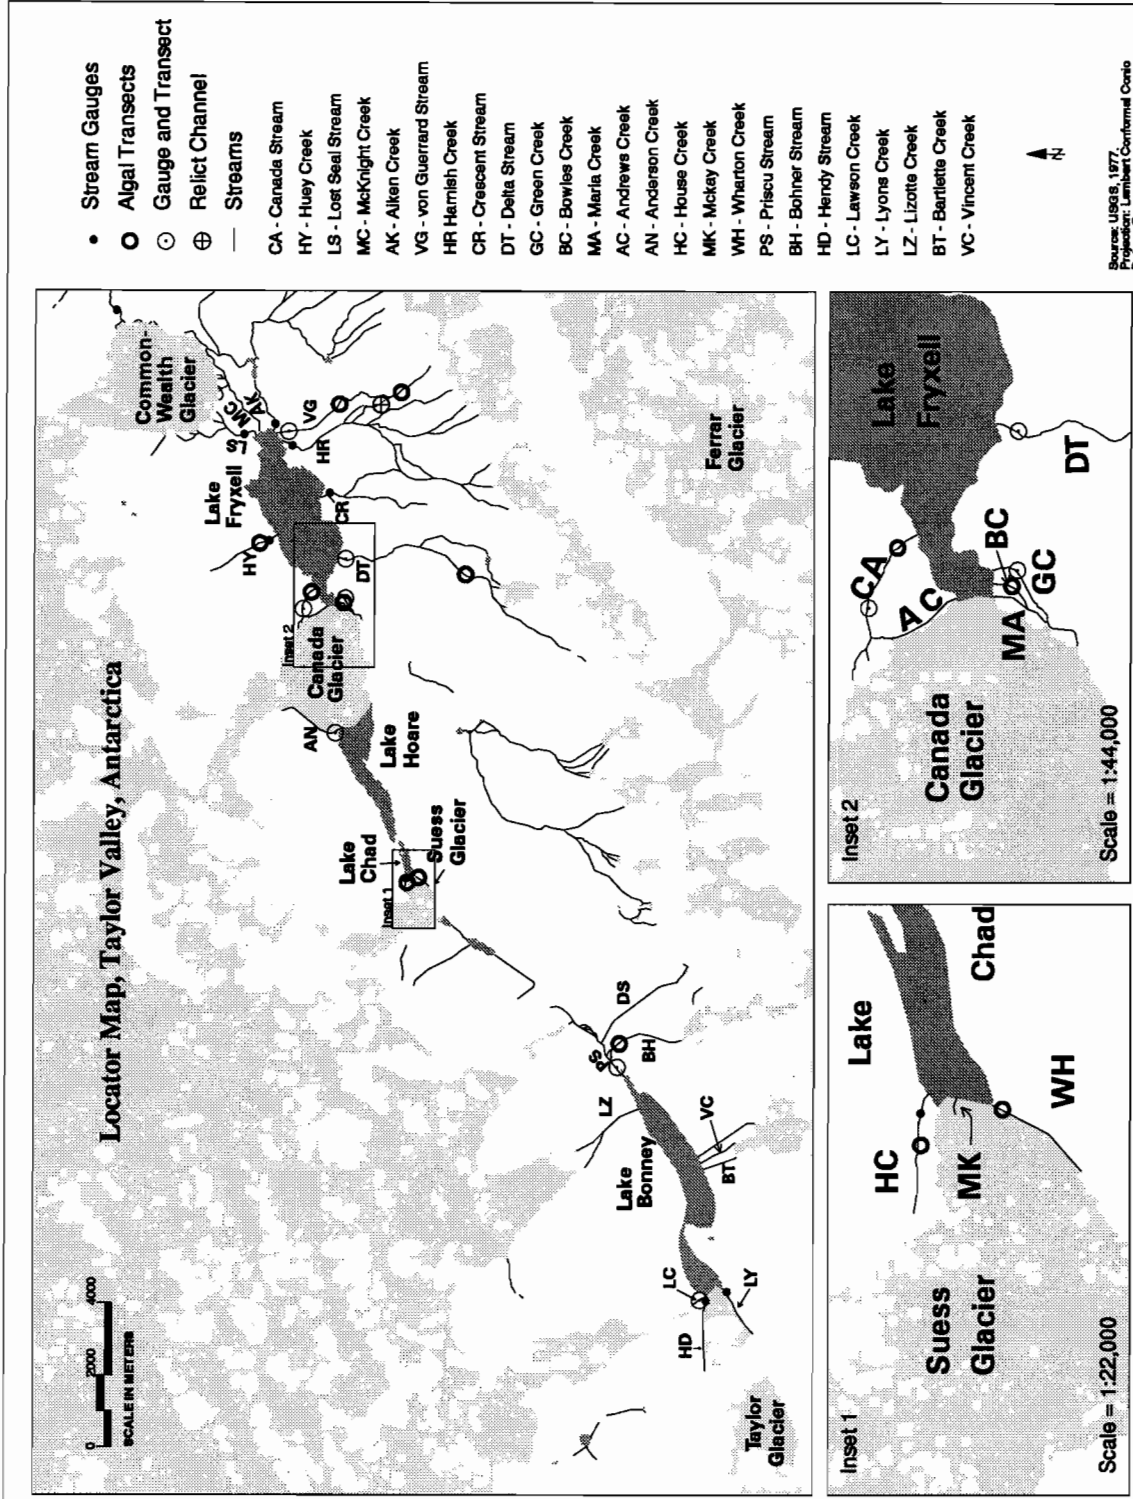 Locator Map, Taylor Valley, Antarctica
0 2000 4000
SCALE IN METERS
Common-
Wealth
Glacier
LS
MC
AK
VG
HR
Lake
Fryxell
HY
CR
DT
Inset 2
Canada
Glacier
AN
Lake
Hoare
Lake
Chad
Suess
Glacier
Inset 1
Ferrar
Glacier
DS
PS
BH
LZ
Lake
Bonney
VC
BT
LC
LY
HD
Taylor
Glacier
Stream Gauges
Algal Transects
Gauge and Transect
Relict Channel
Streams
CA - Canada Stream
HY - Huey Creek
LS - Lost Seal Stream
MC - McKnight Creek
AK - Aiken Creek
VG - von Guerrard Stream
HR Harnish Creek
CR - Crescent Stream
DT - Delta Stream
GC - Green Creek
BC - Bowles Creek
MA - Maria Creek
AC - Andrews Creek
AN - Anderson Creek
HC - House Creek
MK - Mckay Creek
WH - Wharton Creek
PS - Priscu Stream
BH - Bohner Stream
HD - Hendy Stream
LC - Lawson Creek
LY - Lyons Creek
LZ - Lizotte Creek
BT - Bartlette Creek
VC - Vincent Creek
N
Source: USGS, 1977,
Projection: Lambert Conformal Conic
Inset 1
Lake
Chad
HC
MK
WH
Suess
Glacier
Scale = 1:22,000
Inset 2
Lake
Fryxell
CA
AC
BC
GC
MA
DT
Canada
Glacier
Scale = 1:44,000